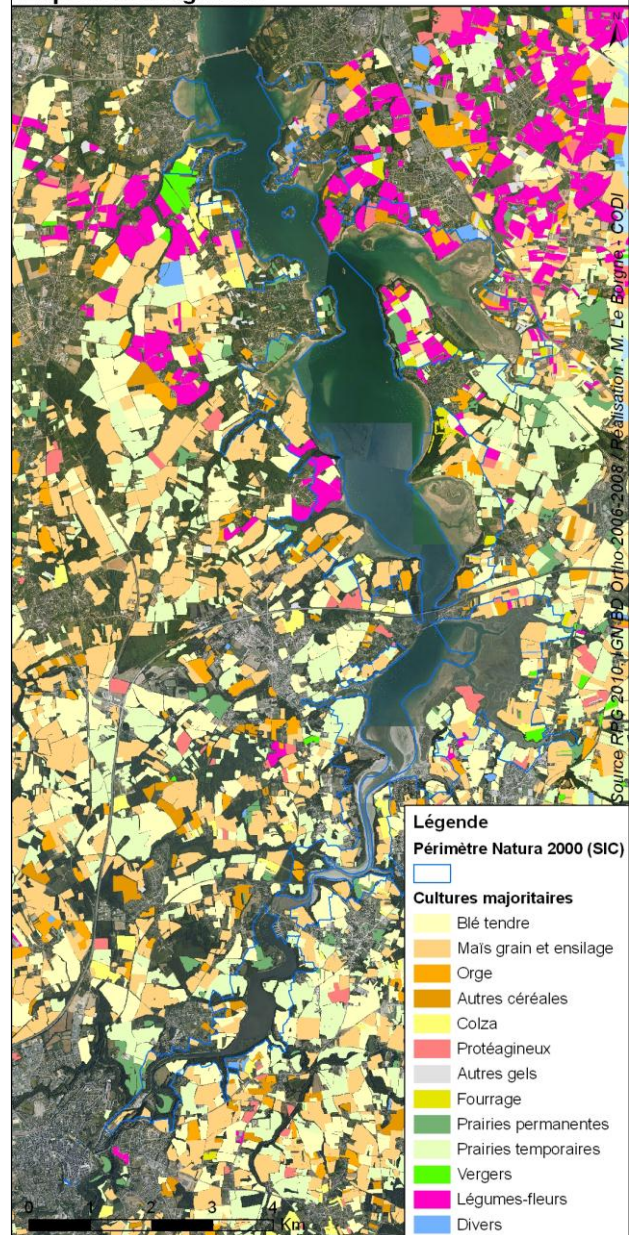 Source RPG 2010, IGN BD Ortho 2006-2008 / Réalisation : M. Le Borgne, CODI
Légende
Périmètre Natura 2000 (SIC)
Cultures majoritaires
Blé tendre
Maïs grain et ensilage
Orge
Autres céréales
Colza
Protéagineux
Autres gels
Fourrage
Prairies permanentes
Prairies temporaires
Vergers
Légumes-fleurs
Divers
0 1 2 3 4
Km